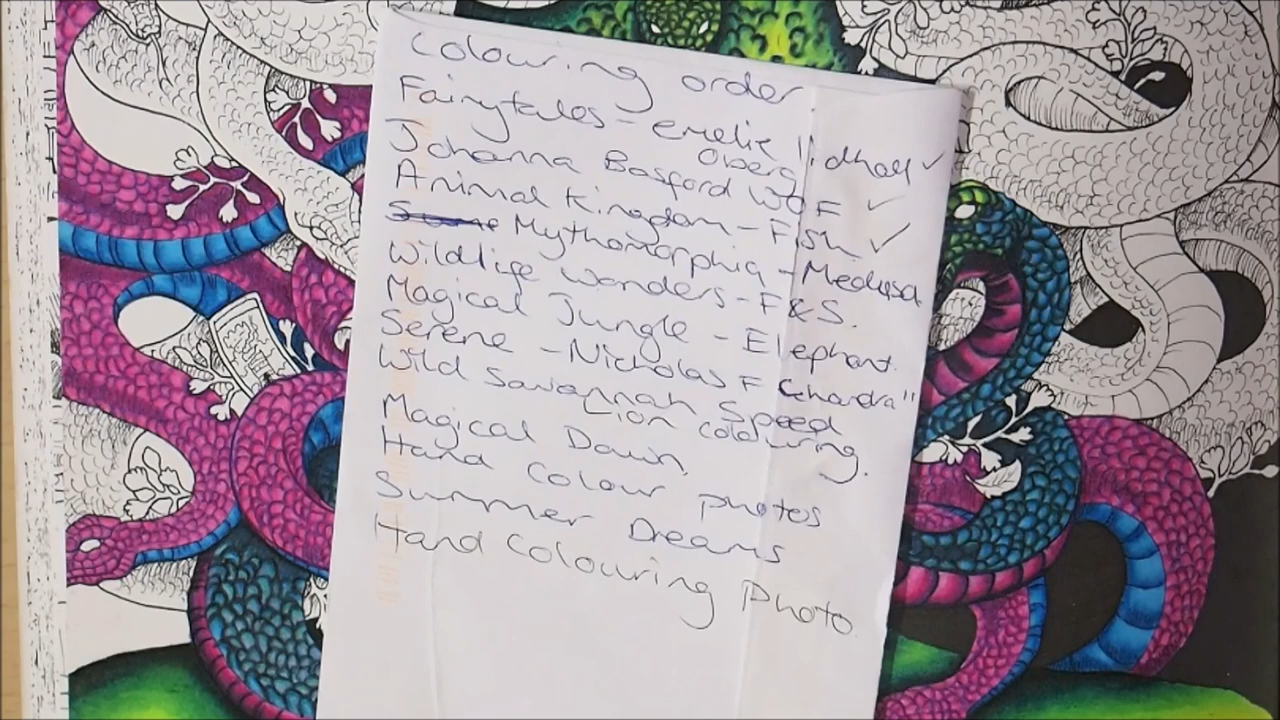 Colouring order
Fairytales - emelie lidhall ✓
oberg
Johanna Basford WOF ✓
Animal Kingdom - Fish ✓
Mythomorphia - Medusa
Wildlife Wonders - F&S.
Magical Jungle - Elephant.
Serene - Nicholas F Chandra"
Wild Savannah Speed
Lion colouring.
Magical Dawn.
Hand Colour photos
Summer Dreams
Hand Colouring Photo.